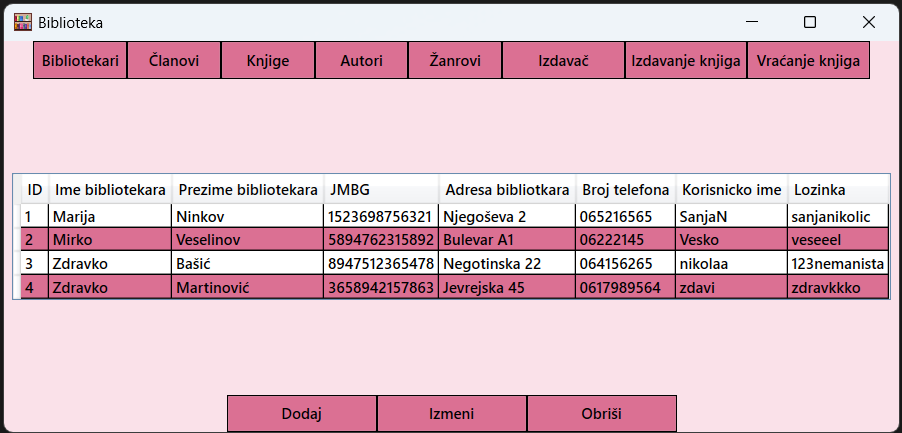 Biblioteka
Bibliotekari Članovi Knjige Autori Žanrovi Izdavač Izdavanje knjiga Vraćanje knjiga
ID Ime bibliotekara Prezime bibliotekara JMBG Adresa bibliotkara Broj telefona Korisnicko ime Lozinka
1 Marija Ninkov 1523698756321 Njegoševa 2 065216565 SanjaN sanjanikolic
2 Mirko Veselinov 5894762315892 Bulevar A1 06222145 Vesko veseeel
3 Zdravko Bašić 8947512365478 Negotinska 22 064156265 nikolaa 123nemanista
4 Zdravko Martinović 3658942157863 Jevrejska 45 0617989564 zdavi zdravkkko
Dodaj Izmeni Obriši